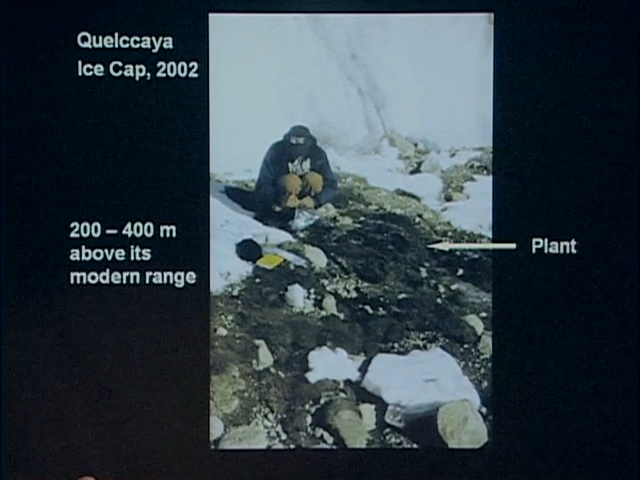 Quelccaya
Ice Cap, 2002
200 – 400 m
above its
modern range
Plant